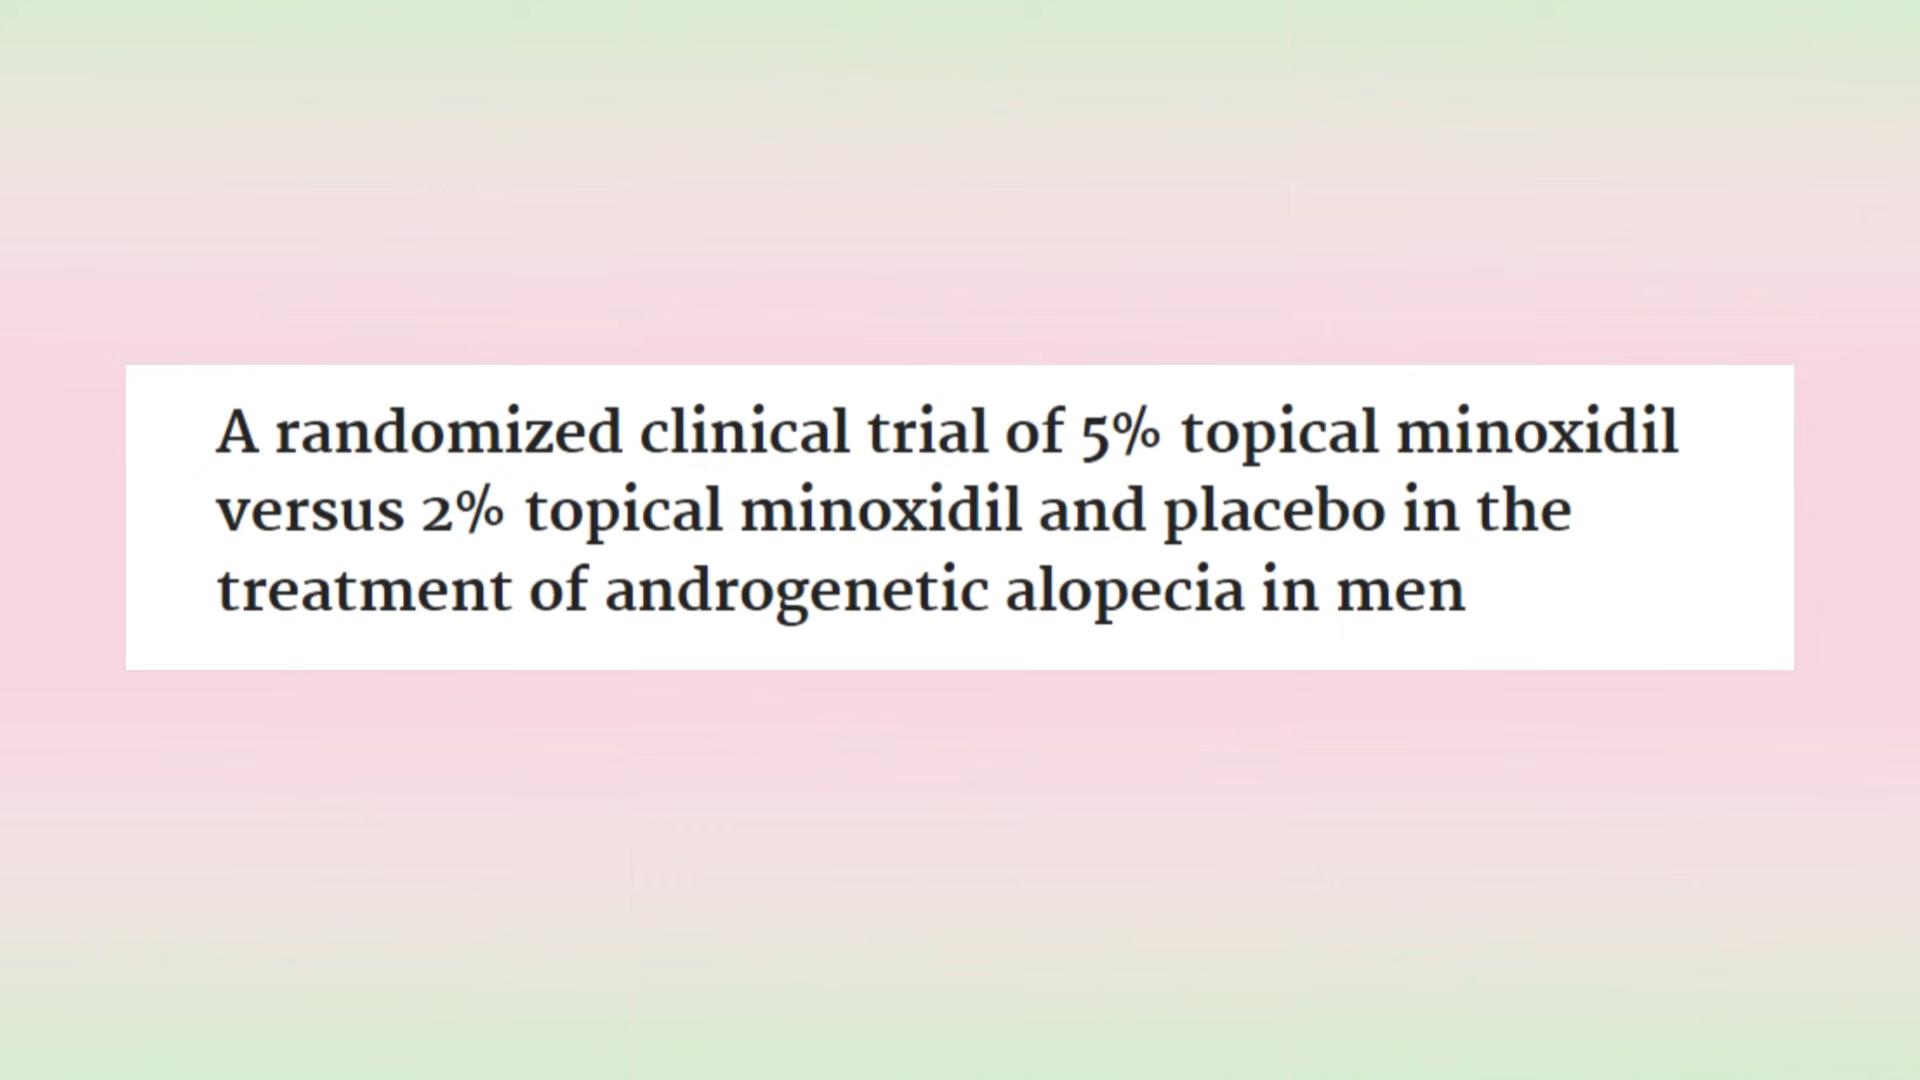 A randomized clinical trial of 5% topical minoxidil
versus 2% topical minoxidil and placebo in the
treatment of androgenetic alopecia in men